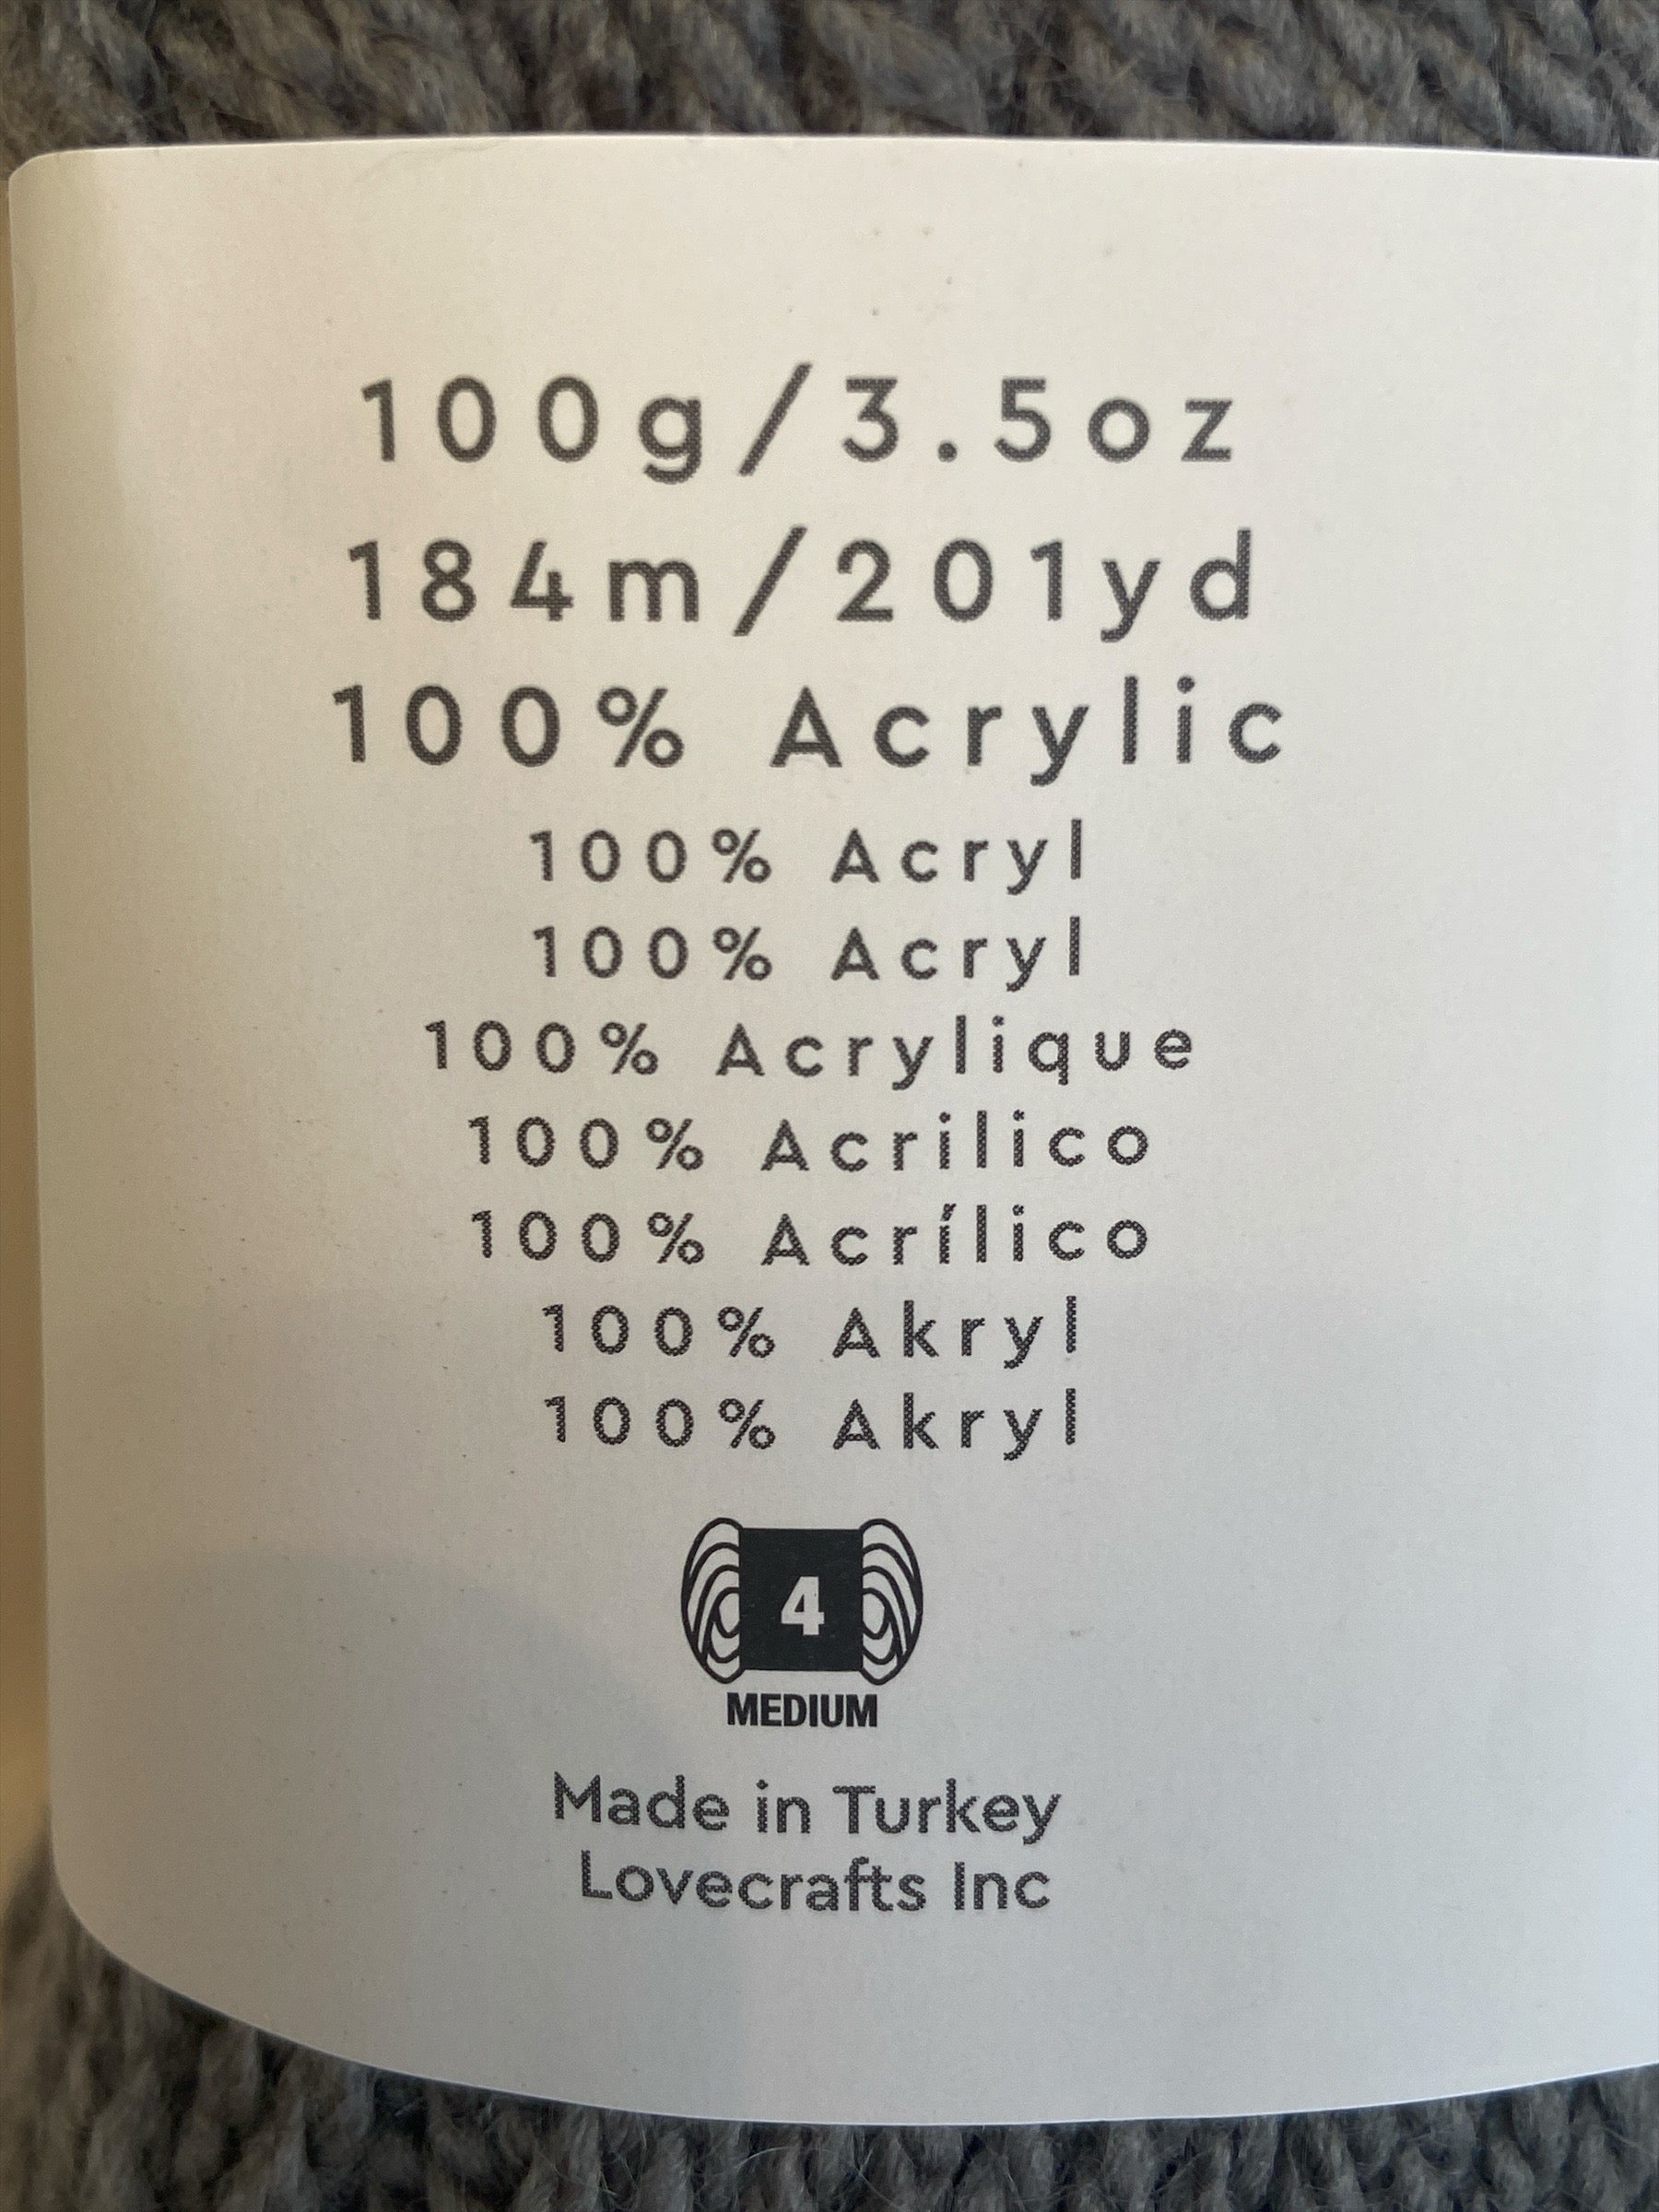 100g/3.5oz
184m/201yd
100% Acrylic
100% Acryl
100% Acryl
100% Acrylique
100% Acrilico
100% Acrílico
100% Akryl
100% Akryl
4
MEDIUM
Made in Turkey
Lovecrafts Inc